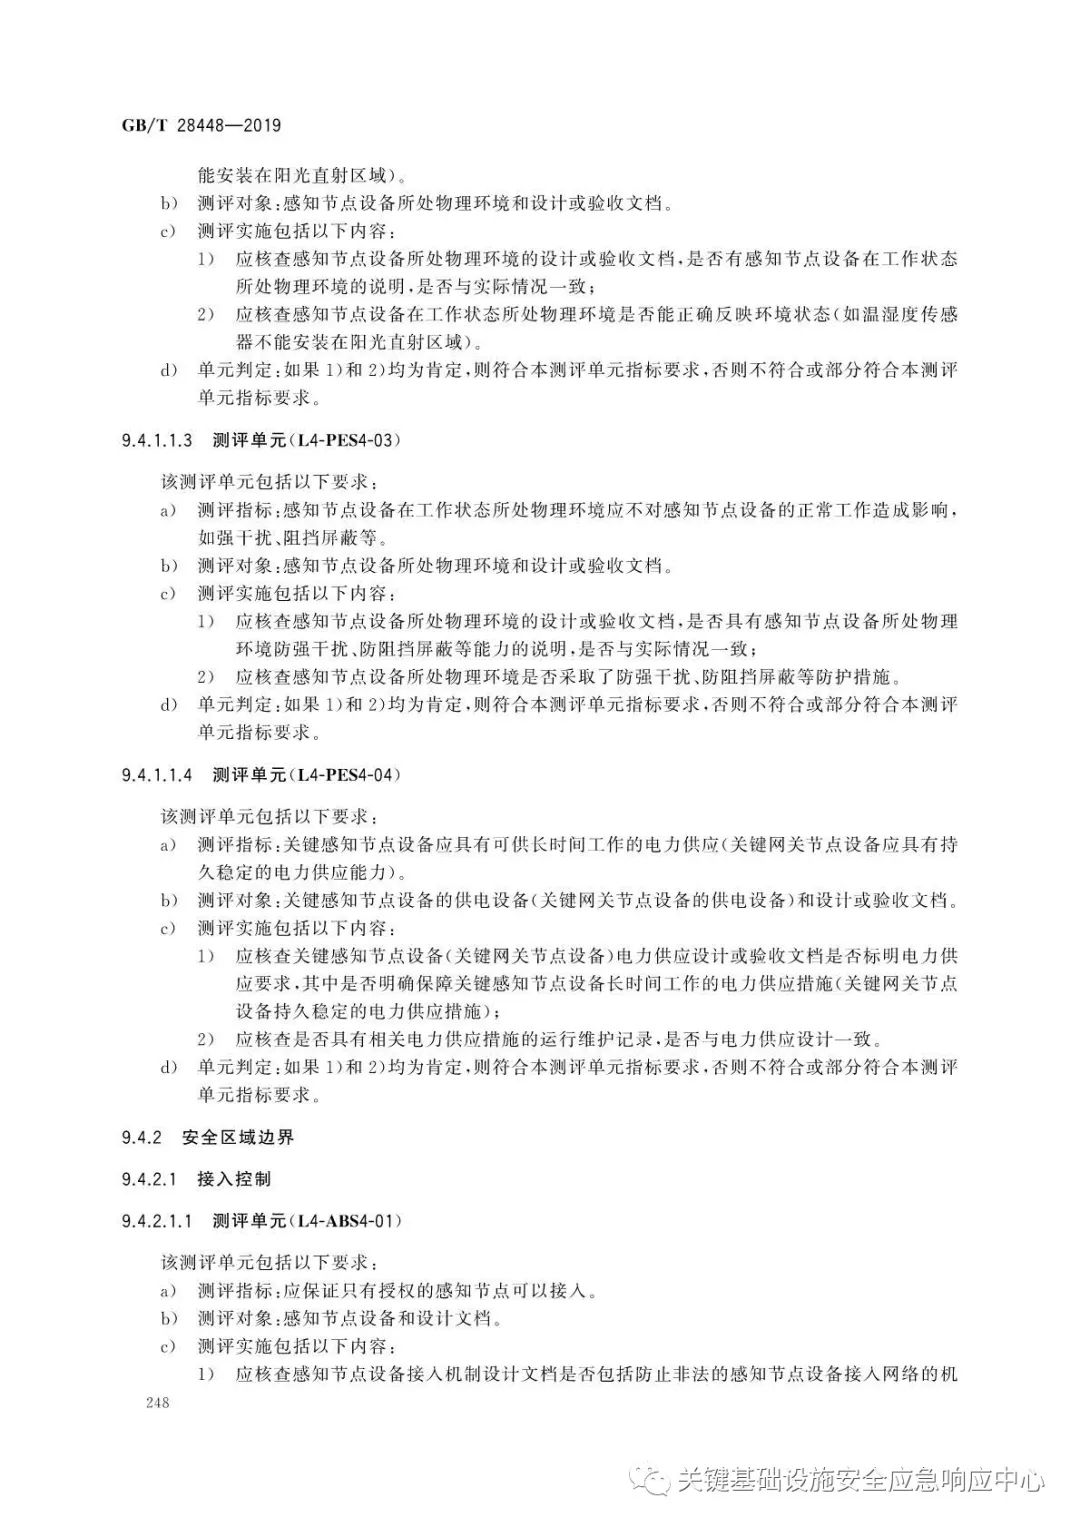 GB/T 28448—2019
能安装在阳光直射区域)。
b) 测评对象:感知节点设备所处物理环境和设计或验收文档。
c) 测评实施包括以下内容:
1) 应核查感知节点设备所处物理环境的设计或验收文档,是否有感知节点设备在工作状态
所处物理环境的说明,是否与实际情况一致;
2) 应核查感知节点设备在工作状态所处物理环境是否能正确反映环境状态(如温湿度传感
器不能安装在阳光直射区域)。
d) 单元判定:如果1)和2)均为肯定,则符合本测评单元指标要求,否则不符合或部分符合本测评
单元指标要求。
9.4.1.1.3 测评单元(L4-PES4-03)
该测评单元包括以下要求:
a) 测评指标:感知节点设备在工作状态所处物理环境应不对感知节点设备的正常工作造成影响,
如强干扰、阻挡屏蔽等。
b) 测评对象:感知节点设备所处物理环境和设计或验收文档。
c) 测评实施包括以下内容:
1) 应核查感知节点设备所处物理环境的设计或验收文档,是否具有感知节点设备所处物理
环境防强干扰、防阻挡屏蔽等能力的说明,是否与实际情况一致;
2) 应核查感知节点设备所处物理环境是否采取了防强干扰、防阻挡屏蔽等防护措施。
d) 单元判定:如果1)和2)均为肯定,则符合本测评单元指标要求,否则不符合或部分符合本测评
单元指标要求。
9.4.1.1.4 测评单元(L4-PES4-04)
该测评单元包括以下要求:
a) 测评指标:关键感知节点设备应具有可供长时间工作的电力供应(关键网关节点设备应具有持
久稳定的电力供应能力)。
b) 测评对象:关键感知节点设备的供电设备(关键网关节点设备的供电设备)和设计或验收文档。
c) 测评实施包括以下内容:
1) 应核查关键感知节点设备(关键网关节点设备)电力供应设计或验收文档是否标明电力供
应要求,其中是否明确保障关键感知节点设备长时间工作的电力供应措施(关键网关节点
设备持久稳定的电力供应措施);
2) 应核查是否具有相关电力供应措施的运行维护记录,是否与电力供应设计一致。
d) 单元判定:如果1)和2)均为肯定,则符合本测评单元指标要求,否则不符合或部分符合本测评
单元指标要求。
9.4.2 安全区域边界
9.4.2.1 接入控制
9.4.2.1.1 测评单元(L4-ABS4-01)
该测评单元包括以下要求:
a) 测评指标:应保证只有授权的感知节点可以接入。
b) 测评对象:感知节点设备和设计文档。
c) 测评实施包括以下内容:
1) 应核查感知节点设备接入机制设计文档是否包括防止非法的感知节点设备接入网络的机
248
关键基础设施安全应急响应中心